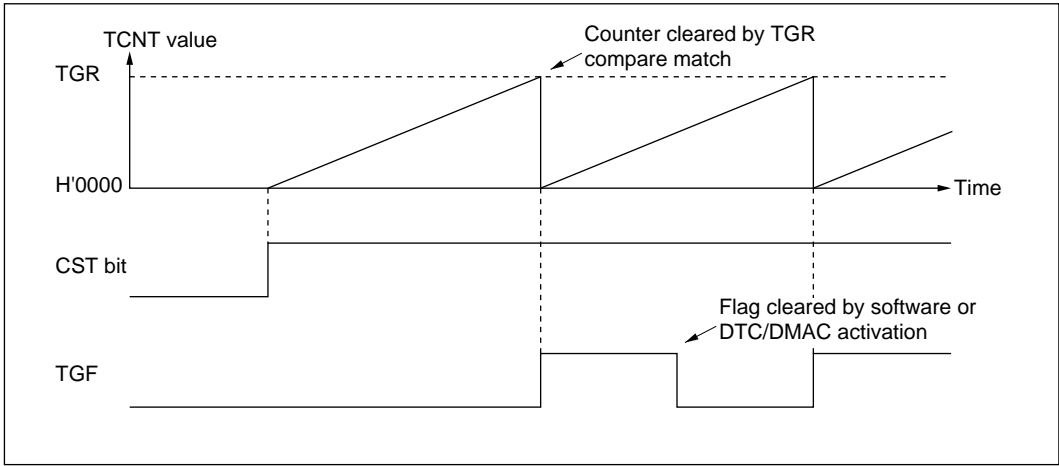 TCNT value
Counter cleared by TGR
compare match
TGR
H'0000
Time
CST bit
Flag cleared by software or
DTC/DMAC activation
TGF